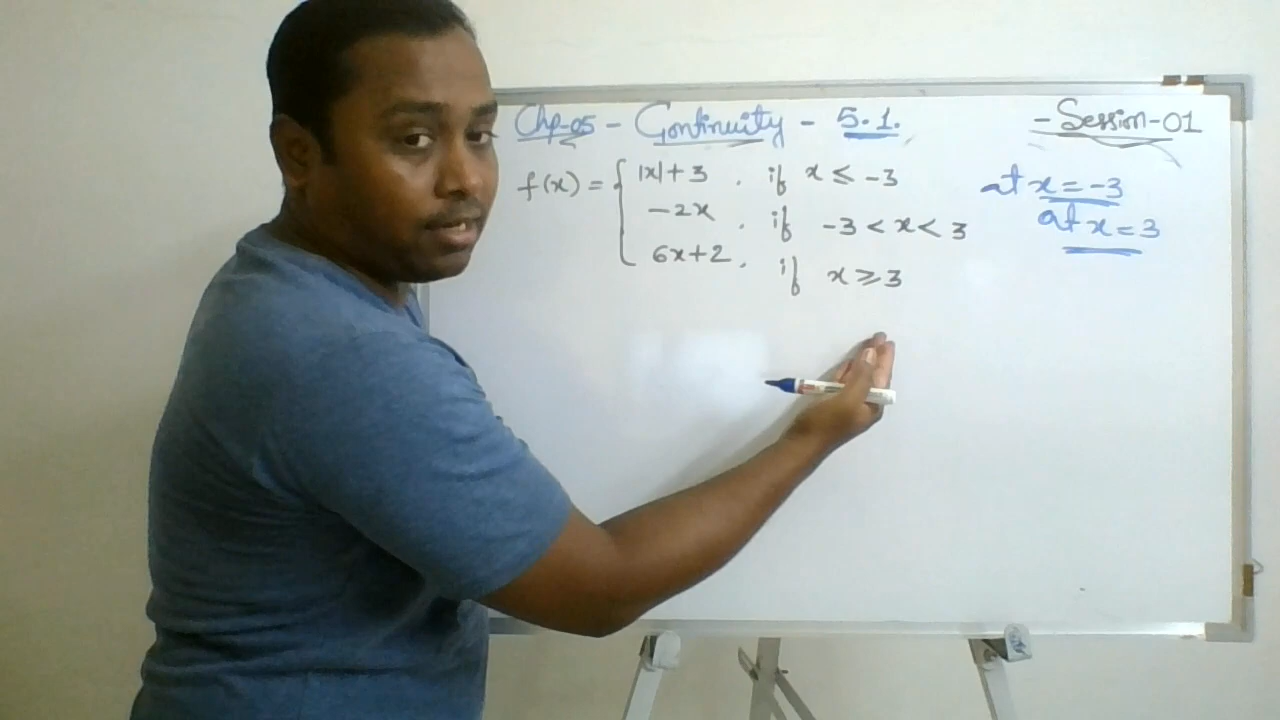 Chp-05 - Continuity - 5.1. - Session-01
f(x) = { |x|+3 , if x ≤ -3
-2x , if -3 < x < 3
6x+2 , if x ≥ 3
at x = -3
at x = 3